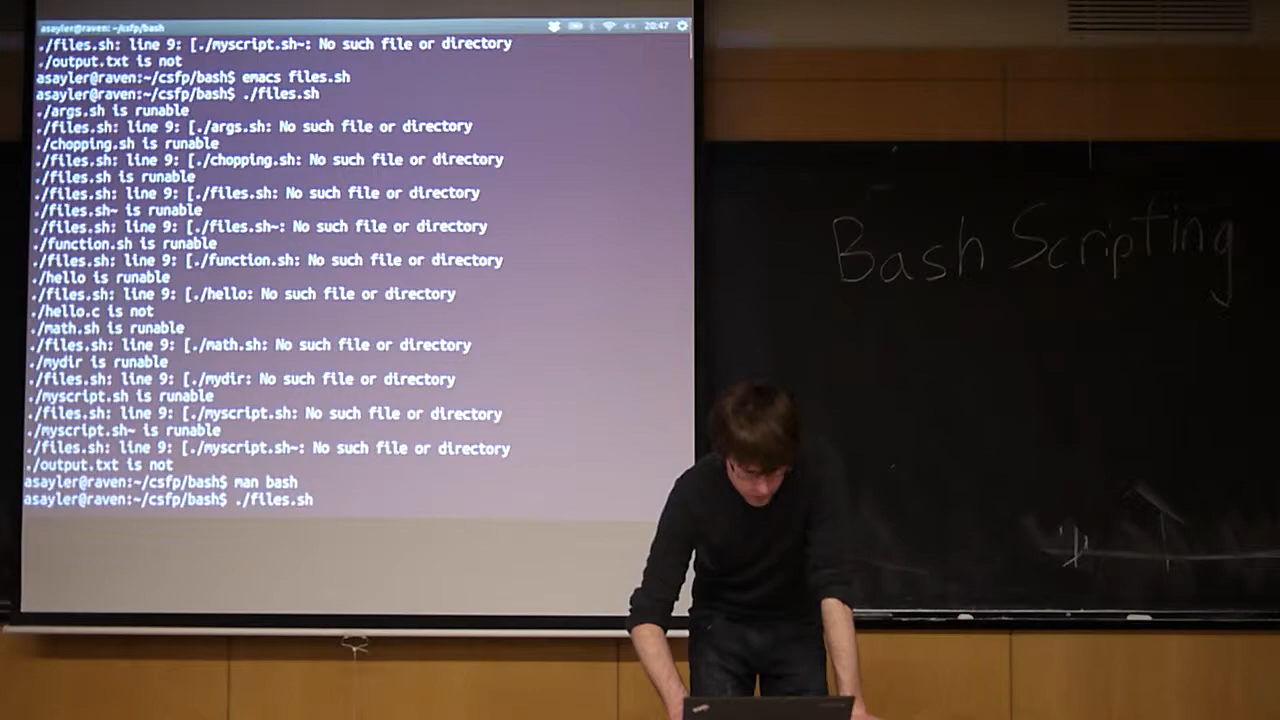 asayler@raven: ~/csfp/bash
20:47
./files.sh: line 9: [./myscript.sh~: No such file or directory
./output.txt is not
asayler@raven:~/csfp/bash$ emacs files.sh
asayler@raven:~/csfp/bash$ ./files.sh
./args.sh is runable
./files.sh: line 9: [./args.sh: No such file or directory
./chopping.sh is runable
./files.sh: line 9: [./chopping.sh: No such file or directory
./files.sh is runable
./files.sh: line 9: [./files.sh: No such file or directory
./files.sh~ is runable
./files.sh: line 9: [./files.sh~: No such file or directory
./function.sh is runable
./files.sh: line 9: [./function.sh: No such file or directory
./hello is runable
./files.sh: line 9: [./hello: No such file or directory
./hello.c is not
./math.sh is runable
./files.sh: line 9: [./math.sh: No such file or directory
./mydir is runable
./files.sh: line 9: [./mydir: No such file or directory
./myscript.sh is runable
./files.sh: line 9: [./myscript.sh: No such file or directory
./myscript.sh~ is runable
./files.sh: line 9: [./myscript.sh~: No such file or directory
./output.txt is not
asayler@raven:~/csfp/bash$ man bash
asayler@raven:~/csfp/bash$ ./files.sh
Bash Scripting